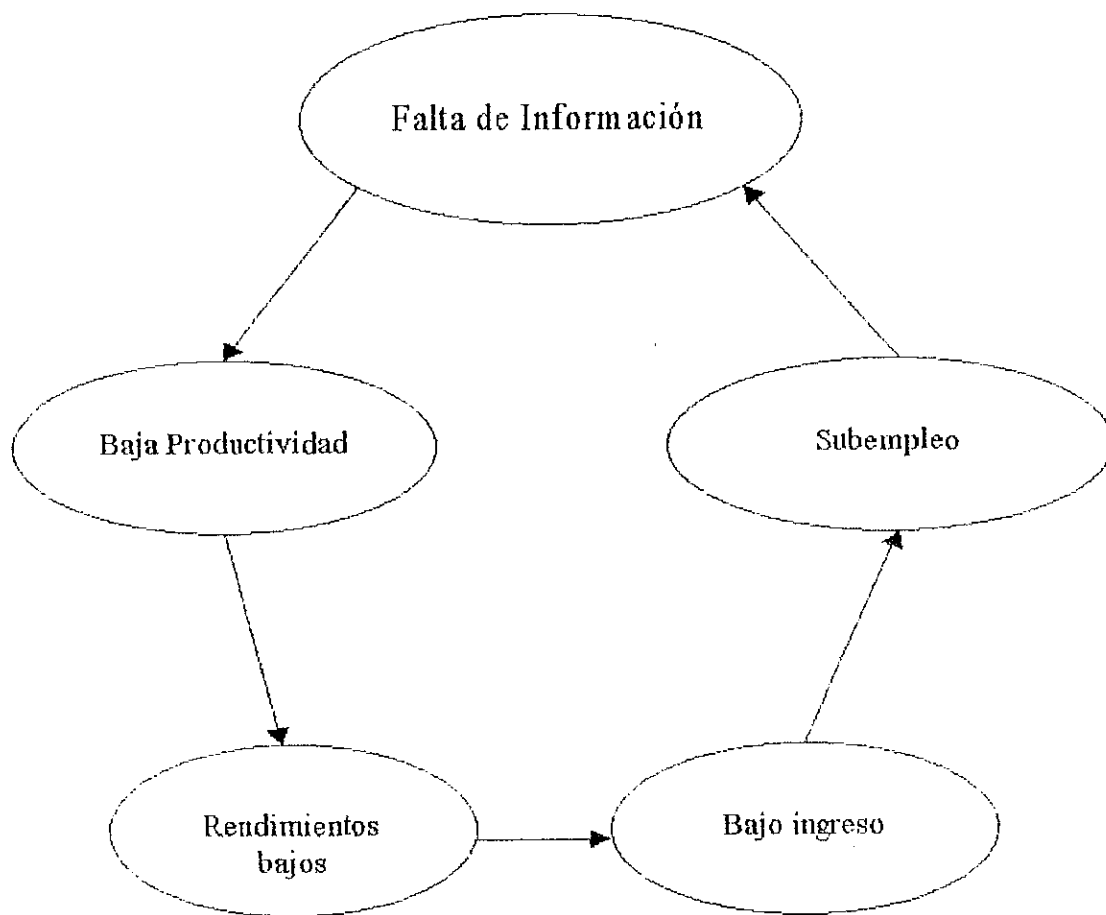 Falta de Información
Baja Productividad
Subempleo
Rendimientos
bajos
Bajo ingreso